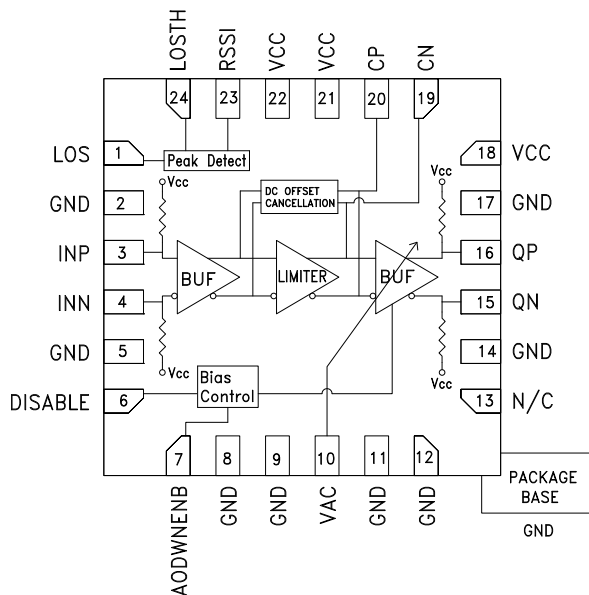 LOSTH
RSSI
VCC
VCC
CP
CN
24
23
22
21
20
19
LOS
1
Peak Detect
18
VCC
Vcc
DC OFFSET
CANCELLATION
Vcc
GND
2
17
GND
INP
3
16
QP
BUF
LIMITER
BUF
INN
4
15
QN
GND
5
14
GND
Vcc
Vcc
Bias
Control
DISABLE
6
13
N/C
7
8
9
10
11
12
AODWNENB
GND
GND
VAC
GND
GND
PACKAGE
BASE
GND